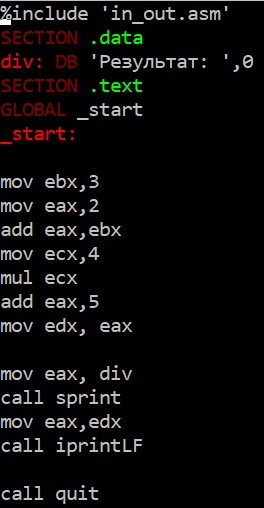 %include 'in_out.asm'
SECTION .data
div: DB 'Результат: ',0
SECTION .text
GLOBAL _start
_start:
mov ebx,3
mov eax,2
add eax,ebx
mov ecx,4
mul ecx
add eax,5
mov edx, eax
mov eax, div
call sprint
mov eax,edx
call iprintLF
call quit